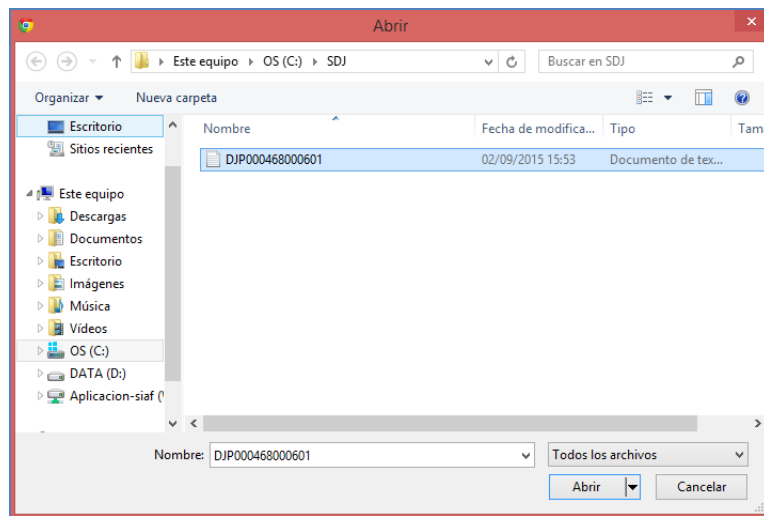 Abrir
Este equipo OS (C:) SDJ Buscar en SDJ
Organizar Nueva carpeta
Escritorio Nombre Fecha de modifica... Tipo Tam
Sitios recientes DJP000468000601 02/09/2015 15:53 Documento de tex...
Este equipo
Descargas
Documentos
Escritorio
Imágenes
Música
Vídeos
OS (C:)
DATA (D:)
Aplicacion-siaf (
Nombre: DJP000468000601 Todos los archivos
Abrir Cancelar